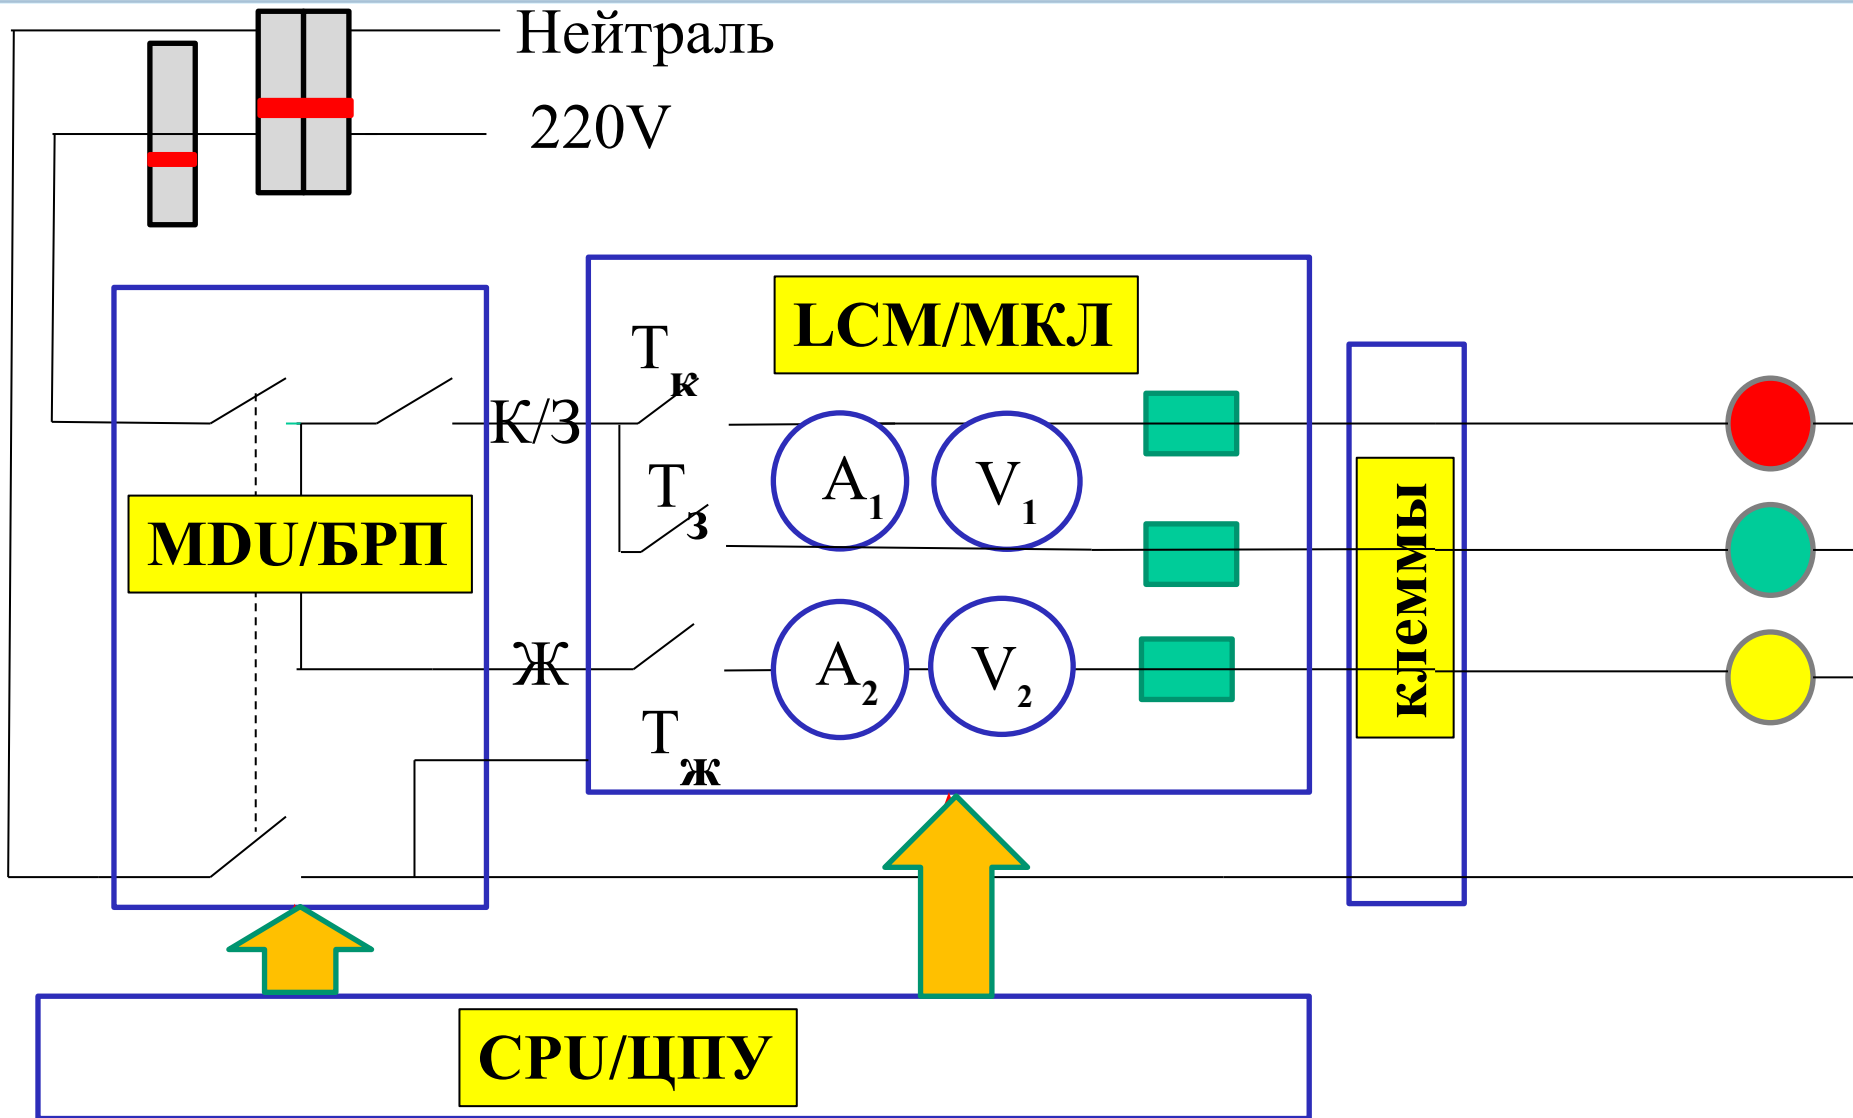 Нейтраль
220V
LCM/МКЛ
Тк
К/З
Тз
A1
V1
MDU/БРП
клеммы
Ж
A2
V2
Тж
CPU/ЦПУ